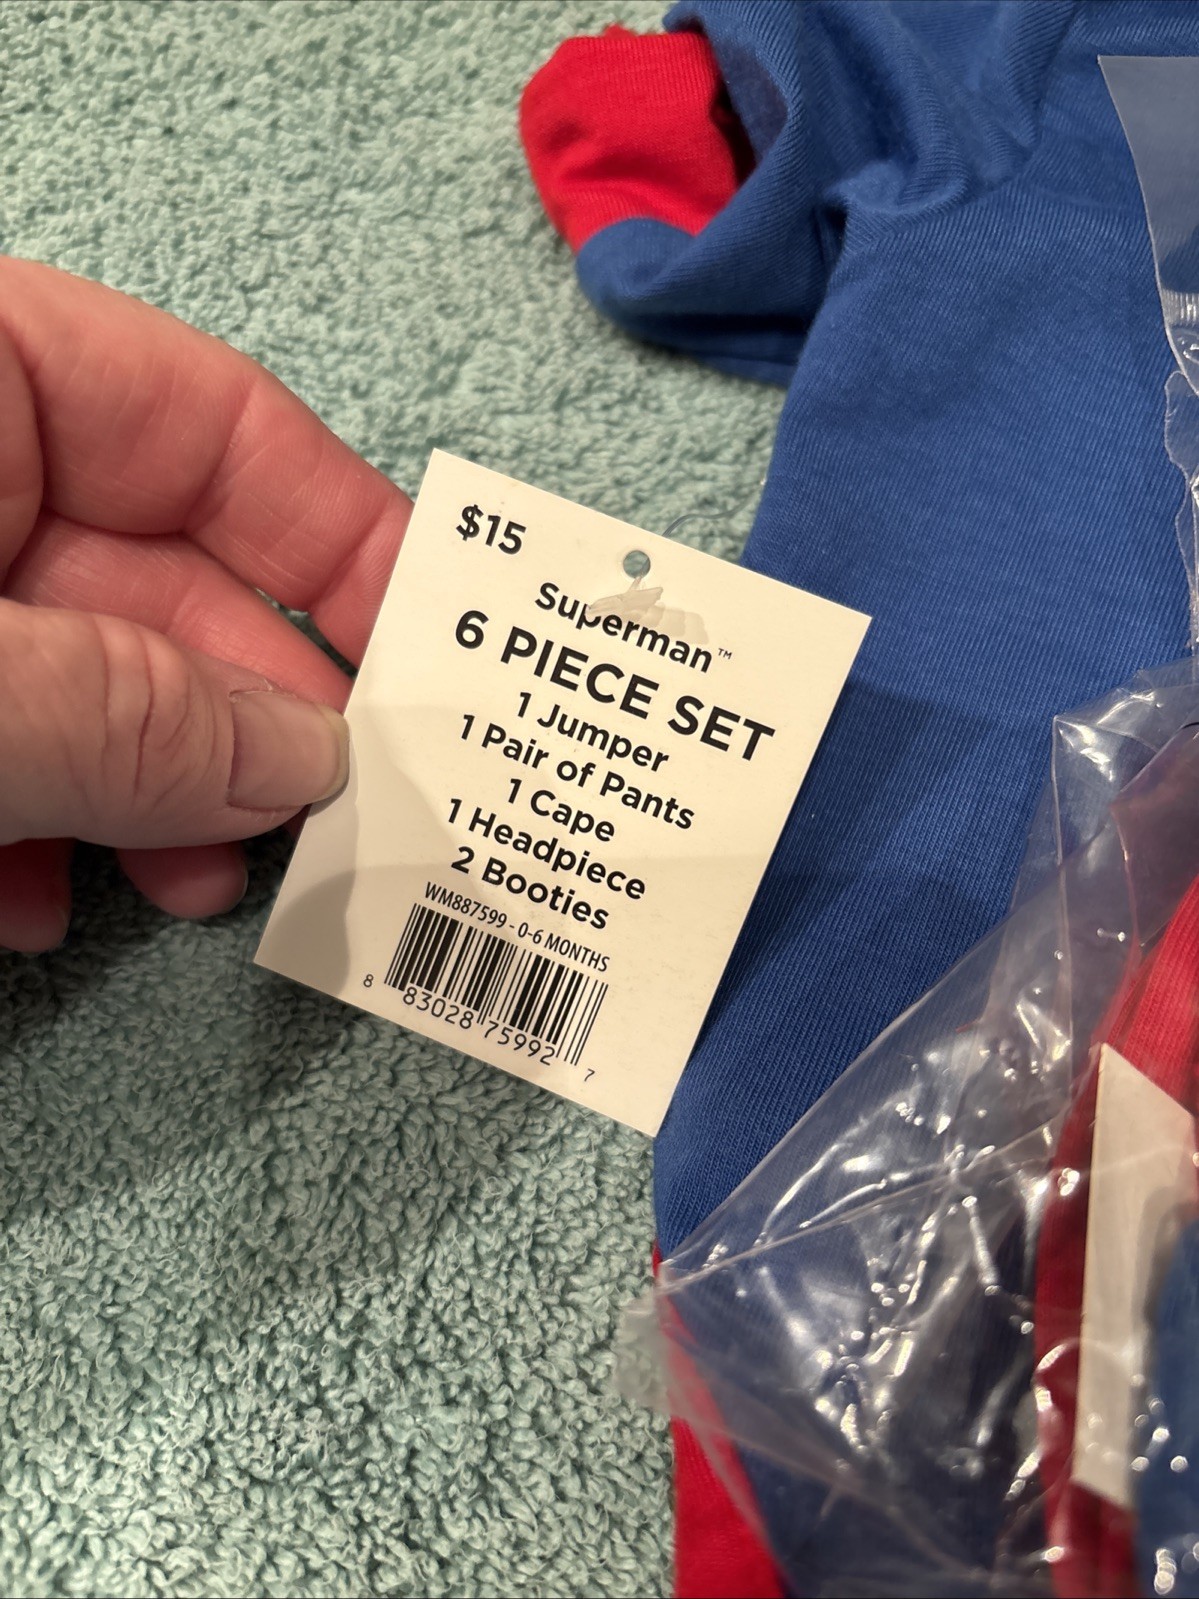 $15
Superman™
6 PIECE SET
1 Jumper
1 Pair of Pants
1 Cape
1 Headpiece
2 Booties
WM887599 - 0-6 MONTHS
8 83028 75992 7